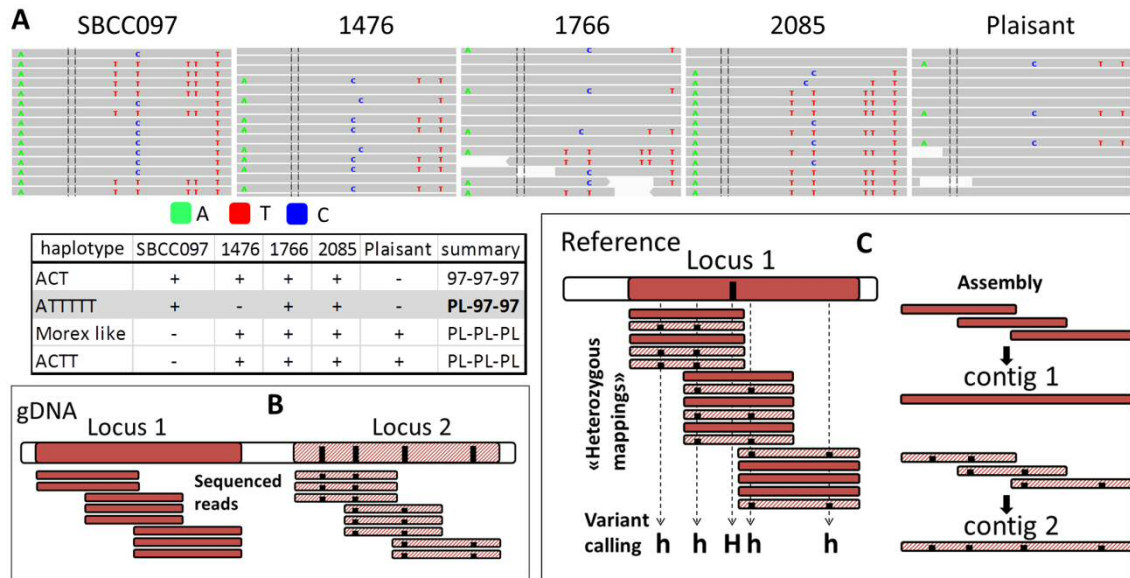 A
SBCC097 1476 1766 2085 Plaisant
A T C
haplotype SBCC097 1476 1766 2085 Plaisant summary
ACT + + + + - 97-97-97
ATTTTT + - + + - PL-97-97
Morex like - + + + + PL-PL-PL
ACTT - + + + + PL-PL-PL
B
gDNA
Locus 1 Locus 2
Sequenced
reads
C
Reference
Locus 1
«Heterozygous
mappings»
Variant
calling
h h H h h
Assembly
contig 1
contig 2